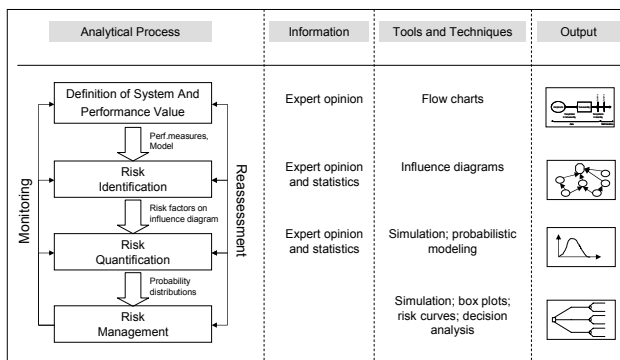 Analytical Process
Information
Tools and Techniques
Output
Definition of System And
Performance Value
Expert opinion
Flow charts
Perf.measures,
Model
Risk
Identification
Expert opinion
and statistics
Influence diagrams
Risk factors on
influence diagram
Risk
Quantification
Expert opinion
and statistics
Simulation; probabilistic
modeling
Probability
distributions
Risk
Management
Simulation; box plots;
risk curves; decision
analysis
Monitoring
Reassessment